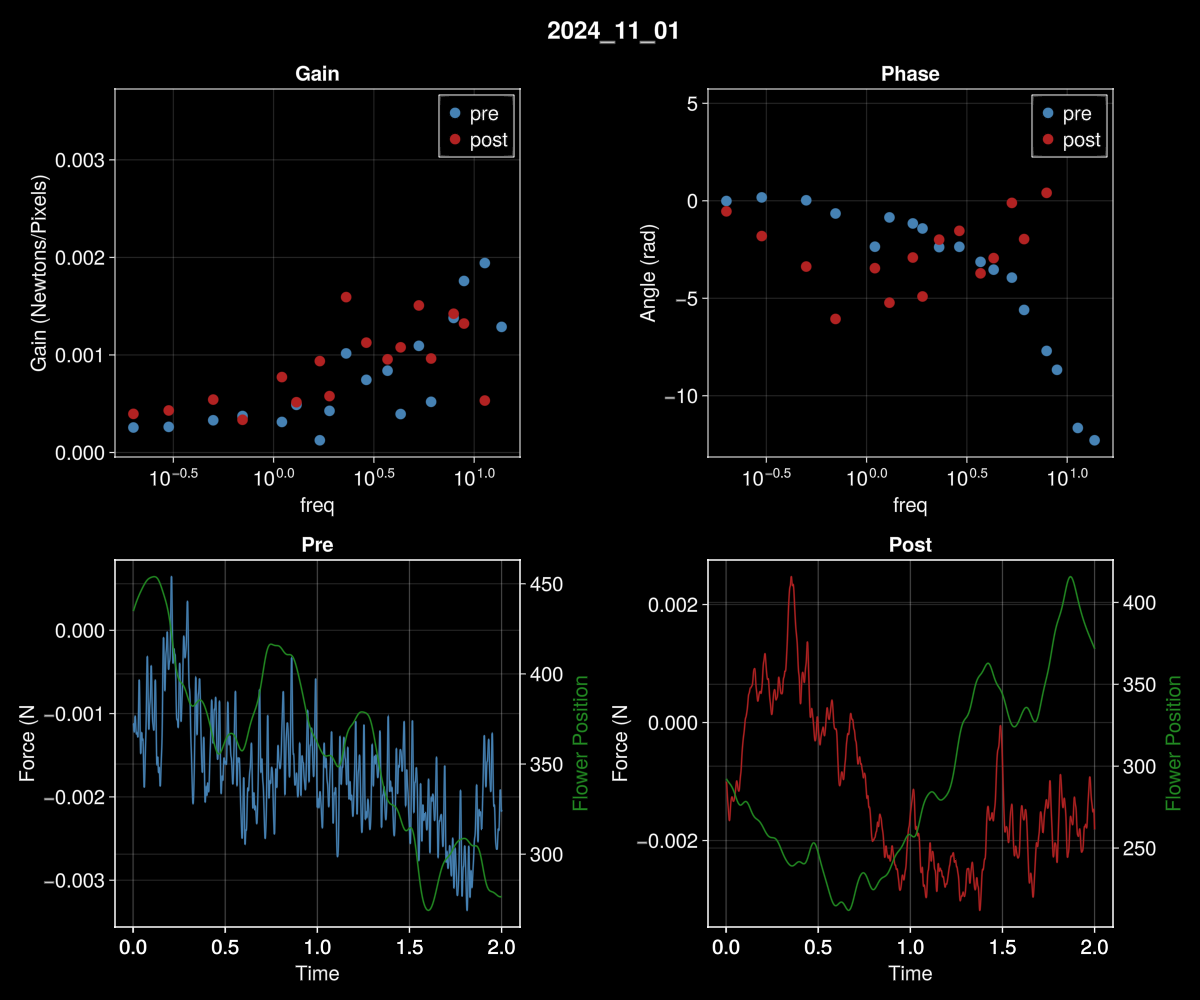 2024_11_01
Gain
Gain (Newtons/Pixels)
0.003
0.002
0.001
0.000
pre
post
10^−0.5 10^0.0 10^0.5 10^1.0
freq
Phase
Angle (rad)
5
0
−5
−10
pre
post
10^−0.5 10^0.0 10^0.5 10^1.0
freq
Pre
Force (N
0.000
−0.001
−0.002
−0.003
450
400
350
300
Flower Position
0.0 0.5 1.0 1.5 2.0
Time
Post
Force (N
0.002
0.000
−0.002
400
350
300
250
Flower Position
0.0 0.5 1.0 1.5 2.0
Time